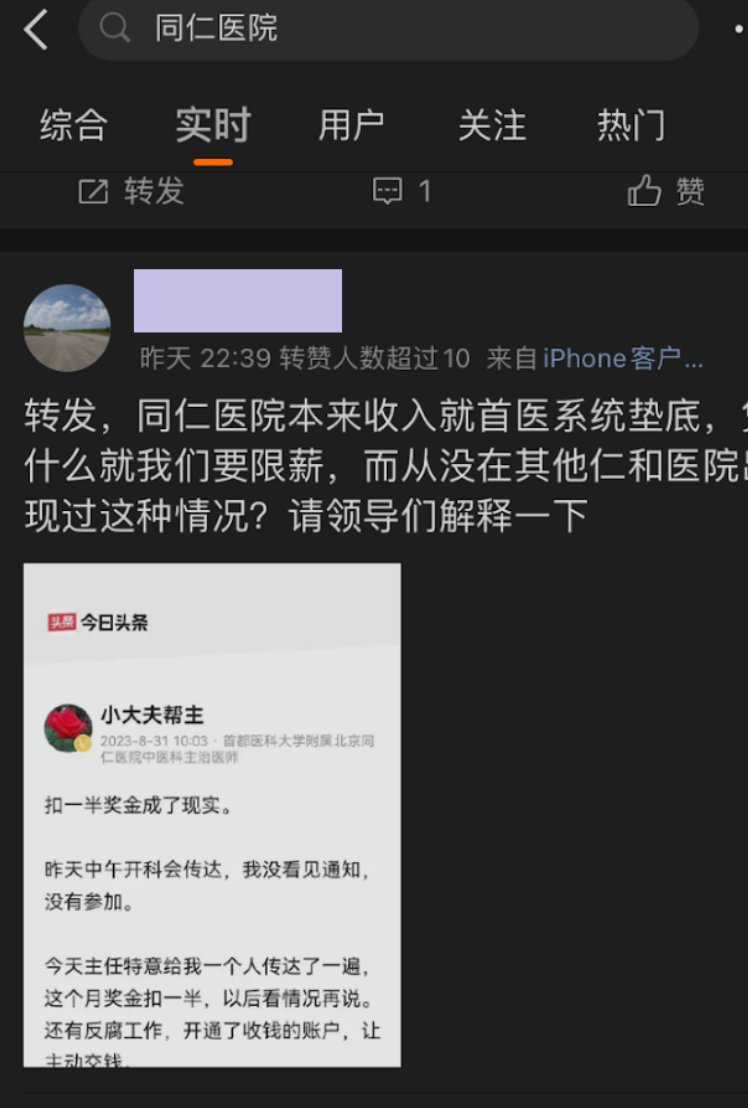 同仁医院
综合 实时 用户 关注 热门
转发 1 赞
昨天 22:39 转赞人数超过10 来自iPhone客户...
转发，同仁医院本来收入就首医系统垫底，
什么就我们要限薪，而从没在其他仁和医院
现过这种情况？请领导们解释一下
头条 今日头条
小大夫帮主
2023-8-31 10:03 · 首都医科大学附属北京同
仁医院中医科主治医师
扣一半奖金成了现实。
昨天中午开科会传达，我没看见通知，
没有参加。
今天主任特意给我一个人传达了一遍，
这个月奖金扣一半，以后看情况再说。
还有反腐工作，开通了收钱的账户，让
主动交钱。